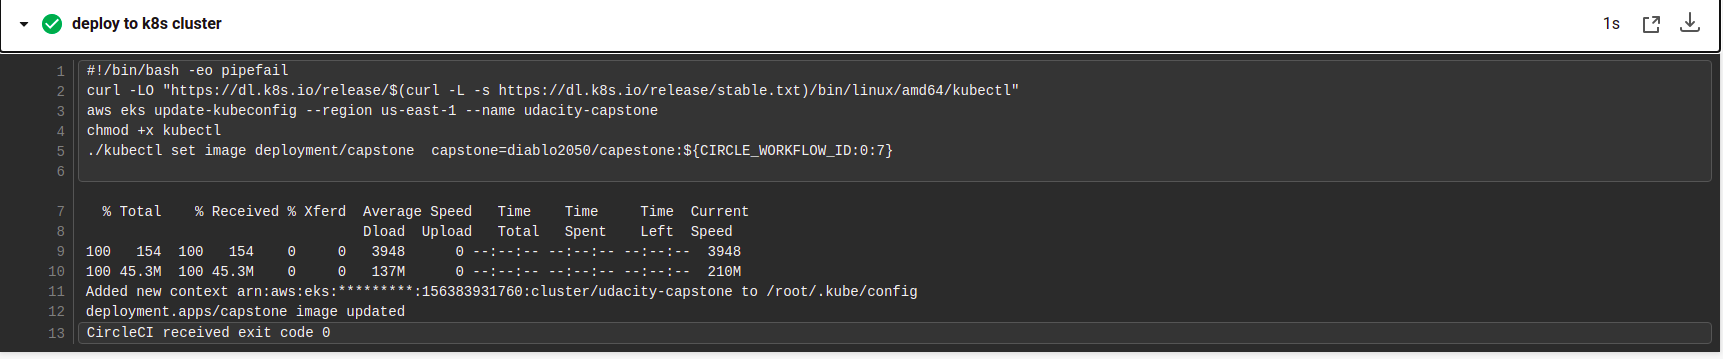 deploy to k8s cluster 1s
1 #!/bin/bash -eo pipefail
2 curl -LO "https://dl.k8s.io/release/$(curl -L -s https://dl.k8s.io/release/stable.txt)/bin/linux/amd64/kubectl"
3 aws eks update-kubeconfig --region us-east-1 --name udacity-capstone
4 chmod +x kubectl
5 ./kubectl set image deployment/capstone  capstone=diablo2050/capestone:${CIRCLE_WORKFLOW_ID:0:7}
6
7   % Total    % Received % Xferd  Average Speed   Time    Time     Time  Current
8                                  Dload  Upload   Total   Spent    Left  Speed
9 100   154  100   154    0     0   3948      0 --:--:-- --:--:-- --:--:--  3948
10 100 45.3M  100 45.3M    0     0   137M      0 --:--:-- --:--:-- --:--:--  210M
11 Added new context arn:aws:eks:*********:156383931760:cluster/udacity-capstone to /root/.kube/config
12 deployment.apps/capstone image updated
13 CircleCI received exit code 0